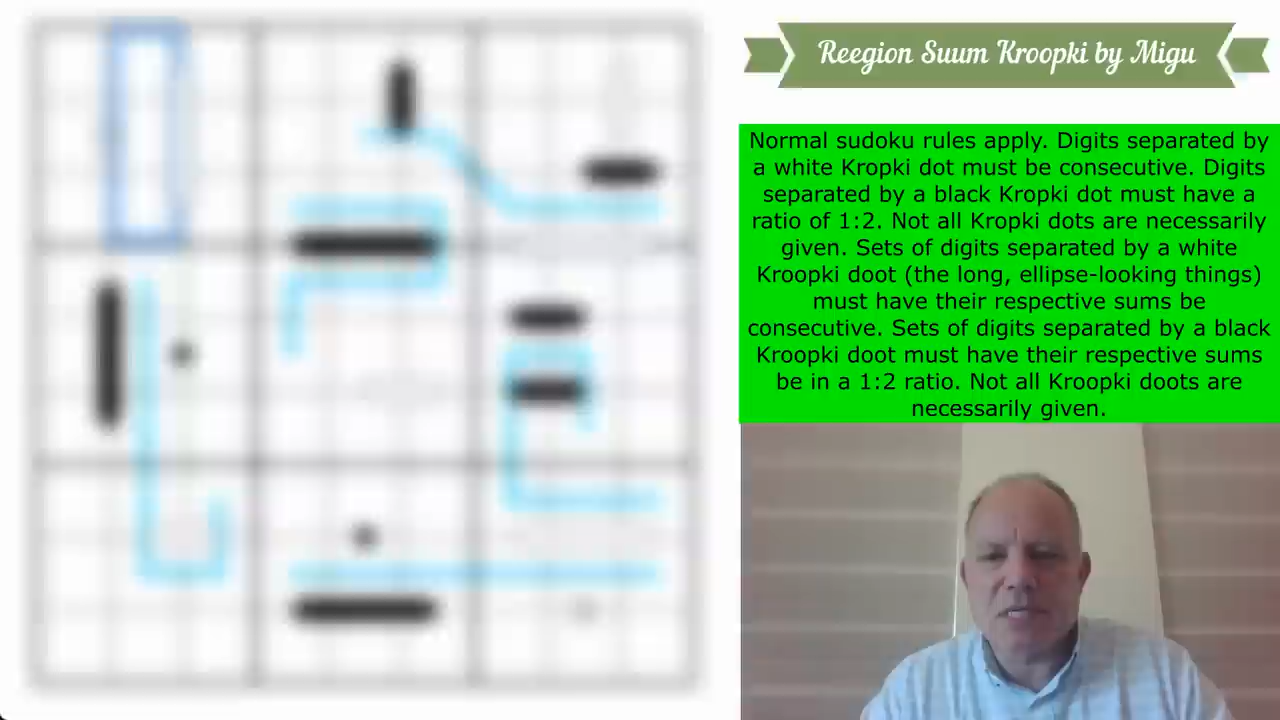 Reegion Suum Kroopki by Migu
Normal sudoku rules apply. Digits separated by
a white Kropki dot must be consecutive. Digits
separated by a black Kropki dot must have a
ratio of 1:2. Not all Kropki dots are necessarily
given. Sets of digits separated by a white
Kroopki doot (the long, ellipse-looking things)
must have their respective sums be
consecutive. Sets of digits separated by a black
Kroopki doot must have their respective sums
be in a 1:2 ratio. Not all Kroopki doots are
necessarily given.